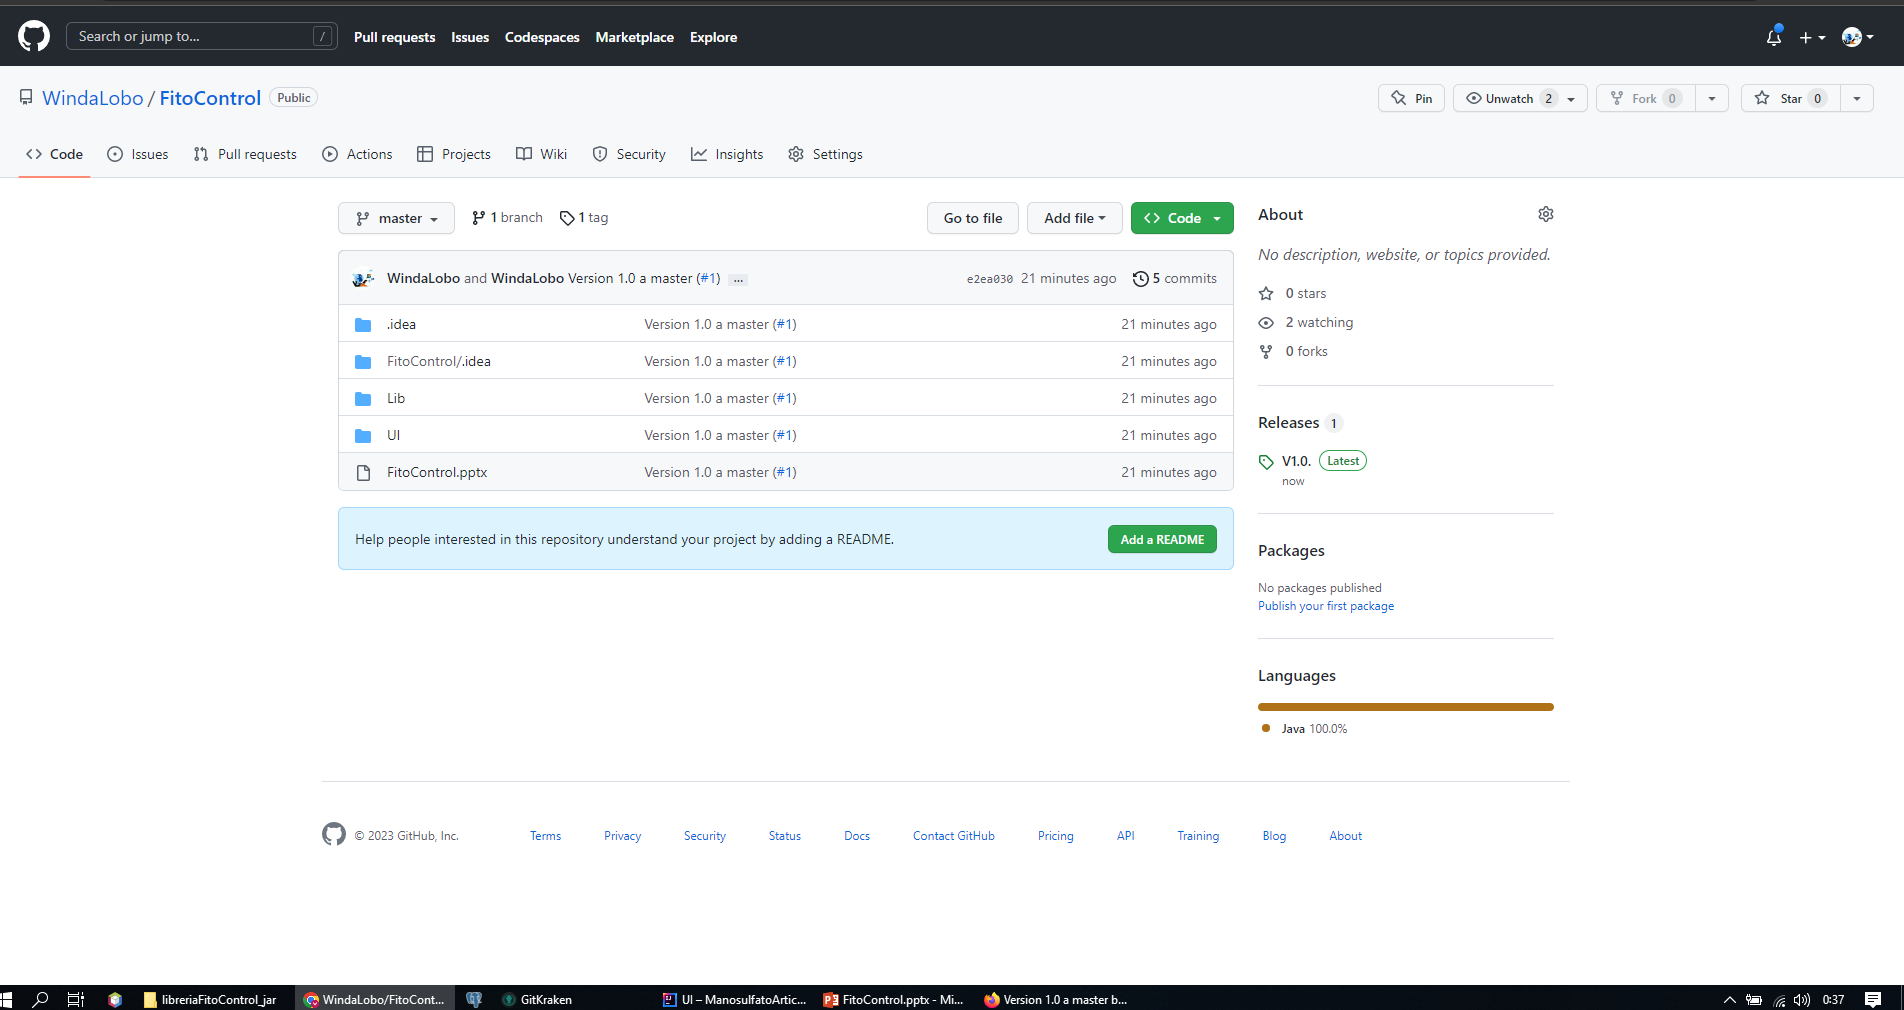 Search or jump to... /
Pull requests Issues Codespaces Marketplace Explore
WindaLobo / FitoControl Public
Pin Unwatch 2 Fork 0 Star 0
Code Issues Pull requests Actions Projects Wiki Security Insights Settings
master 1 branch 1 tag Go to file Add file Code
WindaLobo and WindaLobo Version 1.0 a master (#1) ... e2ea030 21 minutes ago 5 commits
.idea Version 1.0 a master (#1) 21 minutes ago
FitoControl/.idea Version 1.0 a master (#1) 21 minutes ago
Lib Version 1.0 a master (#1) 21 minutes ago
UI Version 1.0 a master (#1) 21 minutes ago
FitoControl.pptx Version 1.0 a master (#1) 21 minutes ago
Help people interested in this repository understand your project by adding a README. Add a README
About
No description, website, or topics provided.
0 stars
2 watching
0 forks
Releases 1
V1.0. Latest
now
Packages
No packages published
Publish your first package
Languages
Java 100.0%
© 2023 GitHub, Inc. Terms Privacy Security Status Docs Contact GitHub Pricing API Training Blog About
libreriaFitoControl_jar WindaLobo/FitoCont... GitKraken UI – ManosulfatoArtic... FitoControl.pptx - Mi... Version 1.0 a master b... 0:37